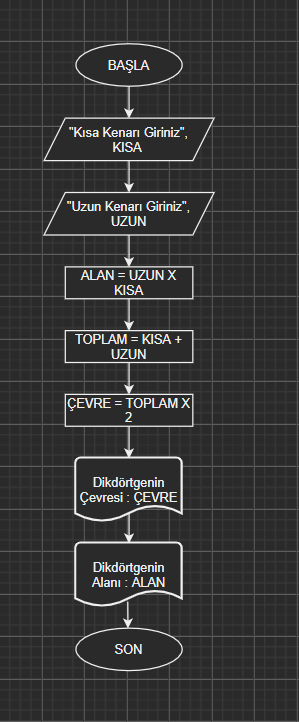 BAŞLA
"Kısa Kenarı Giriniz",
KISA
"Uzun Kenarı Giriniz",
UZUN
ALAN = UZUN X
KISA
TOPLAM = KISA +
UZUN
ÇEVRE = TOPLAM X
2
Dikdörtgenin
Çevresi : ÇEVRE
Dikdörtgenin
Alanı : ALAN
SON